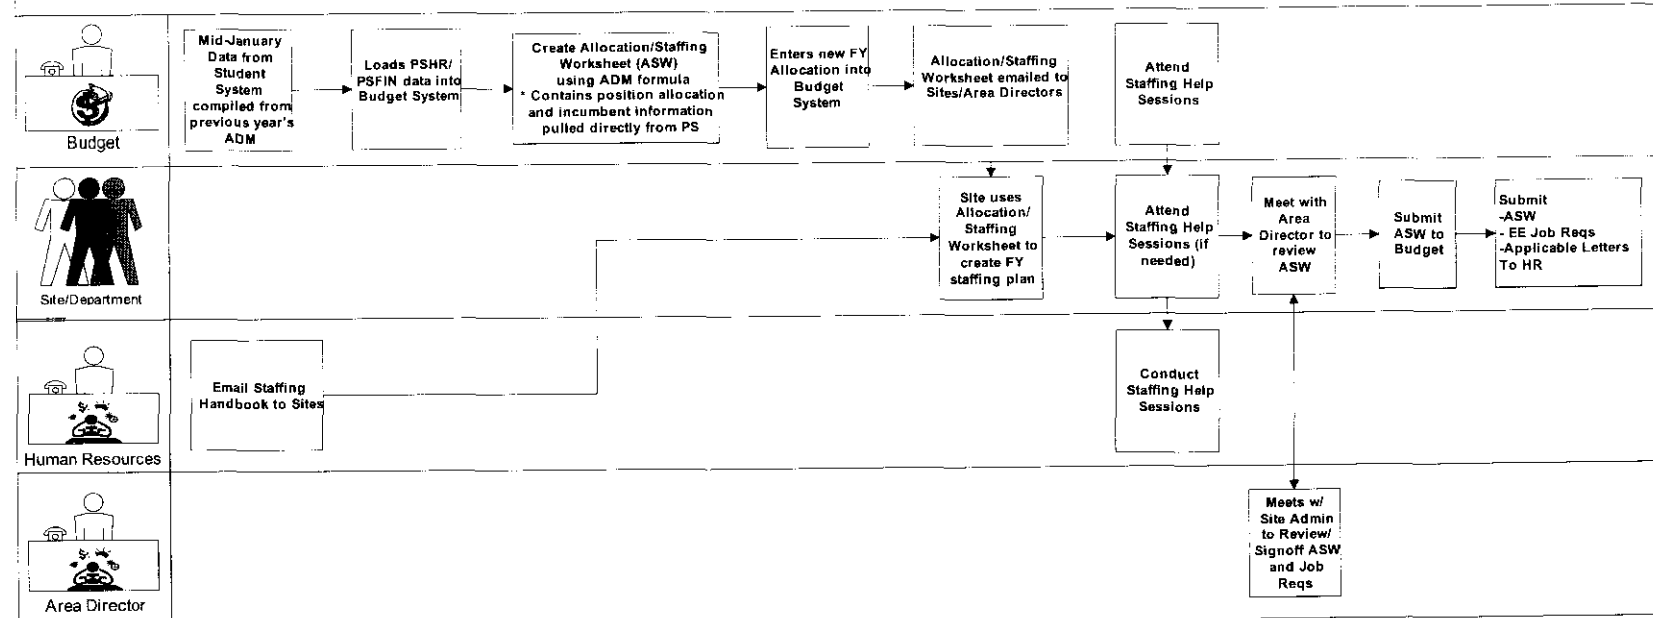 Mid-January
Data from
Student
System
compiled from
previous year's
ADM
Loads PSHR/
PSFIN data into
Budget System
Create Allocation/Staffing
Worksheet (ASW)
using ADM formula
* Contains position allocation
and incumbent information
pulled directly from PS
Enters new FY
Allocation into
Budget
System
Allocation/Staffing
Worksheet emailed to
Sites/Area Directors
Attend
Staffing Help
Sessions
Budget
Site uses
Allocation/
Staffing
Worksheet to
create FY
staffing plan
Attend
Staffing Help
Sessions (if
needed)
Meet with
Area
Director to
review
ASW
Submit
ASW to
Budget
Submit
-ASW
- EE Job Reqs
-Applicable Letters
To HR
Site/Department
Email Staffing
Handbook to Sites
Conduct
Staffing Help
Sessions
Human Resources
Meets w/
Site Admin
to Review/
Signoff ASW
and Job
Reqs
Area Director